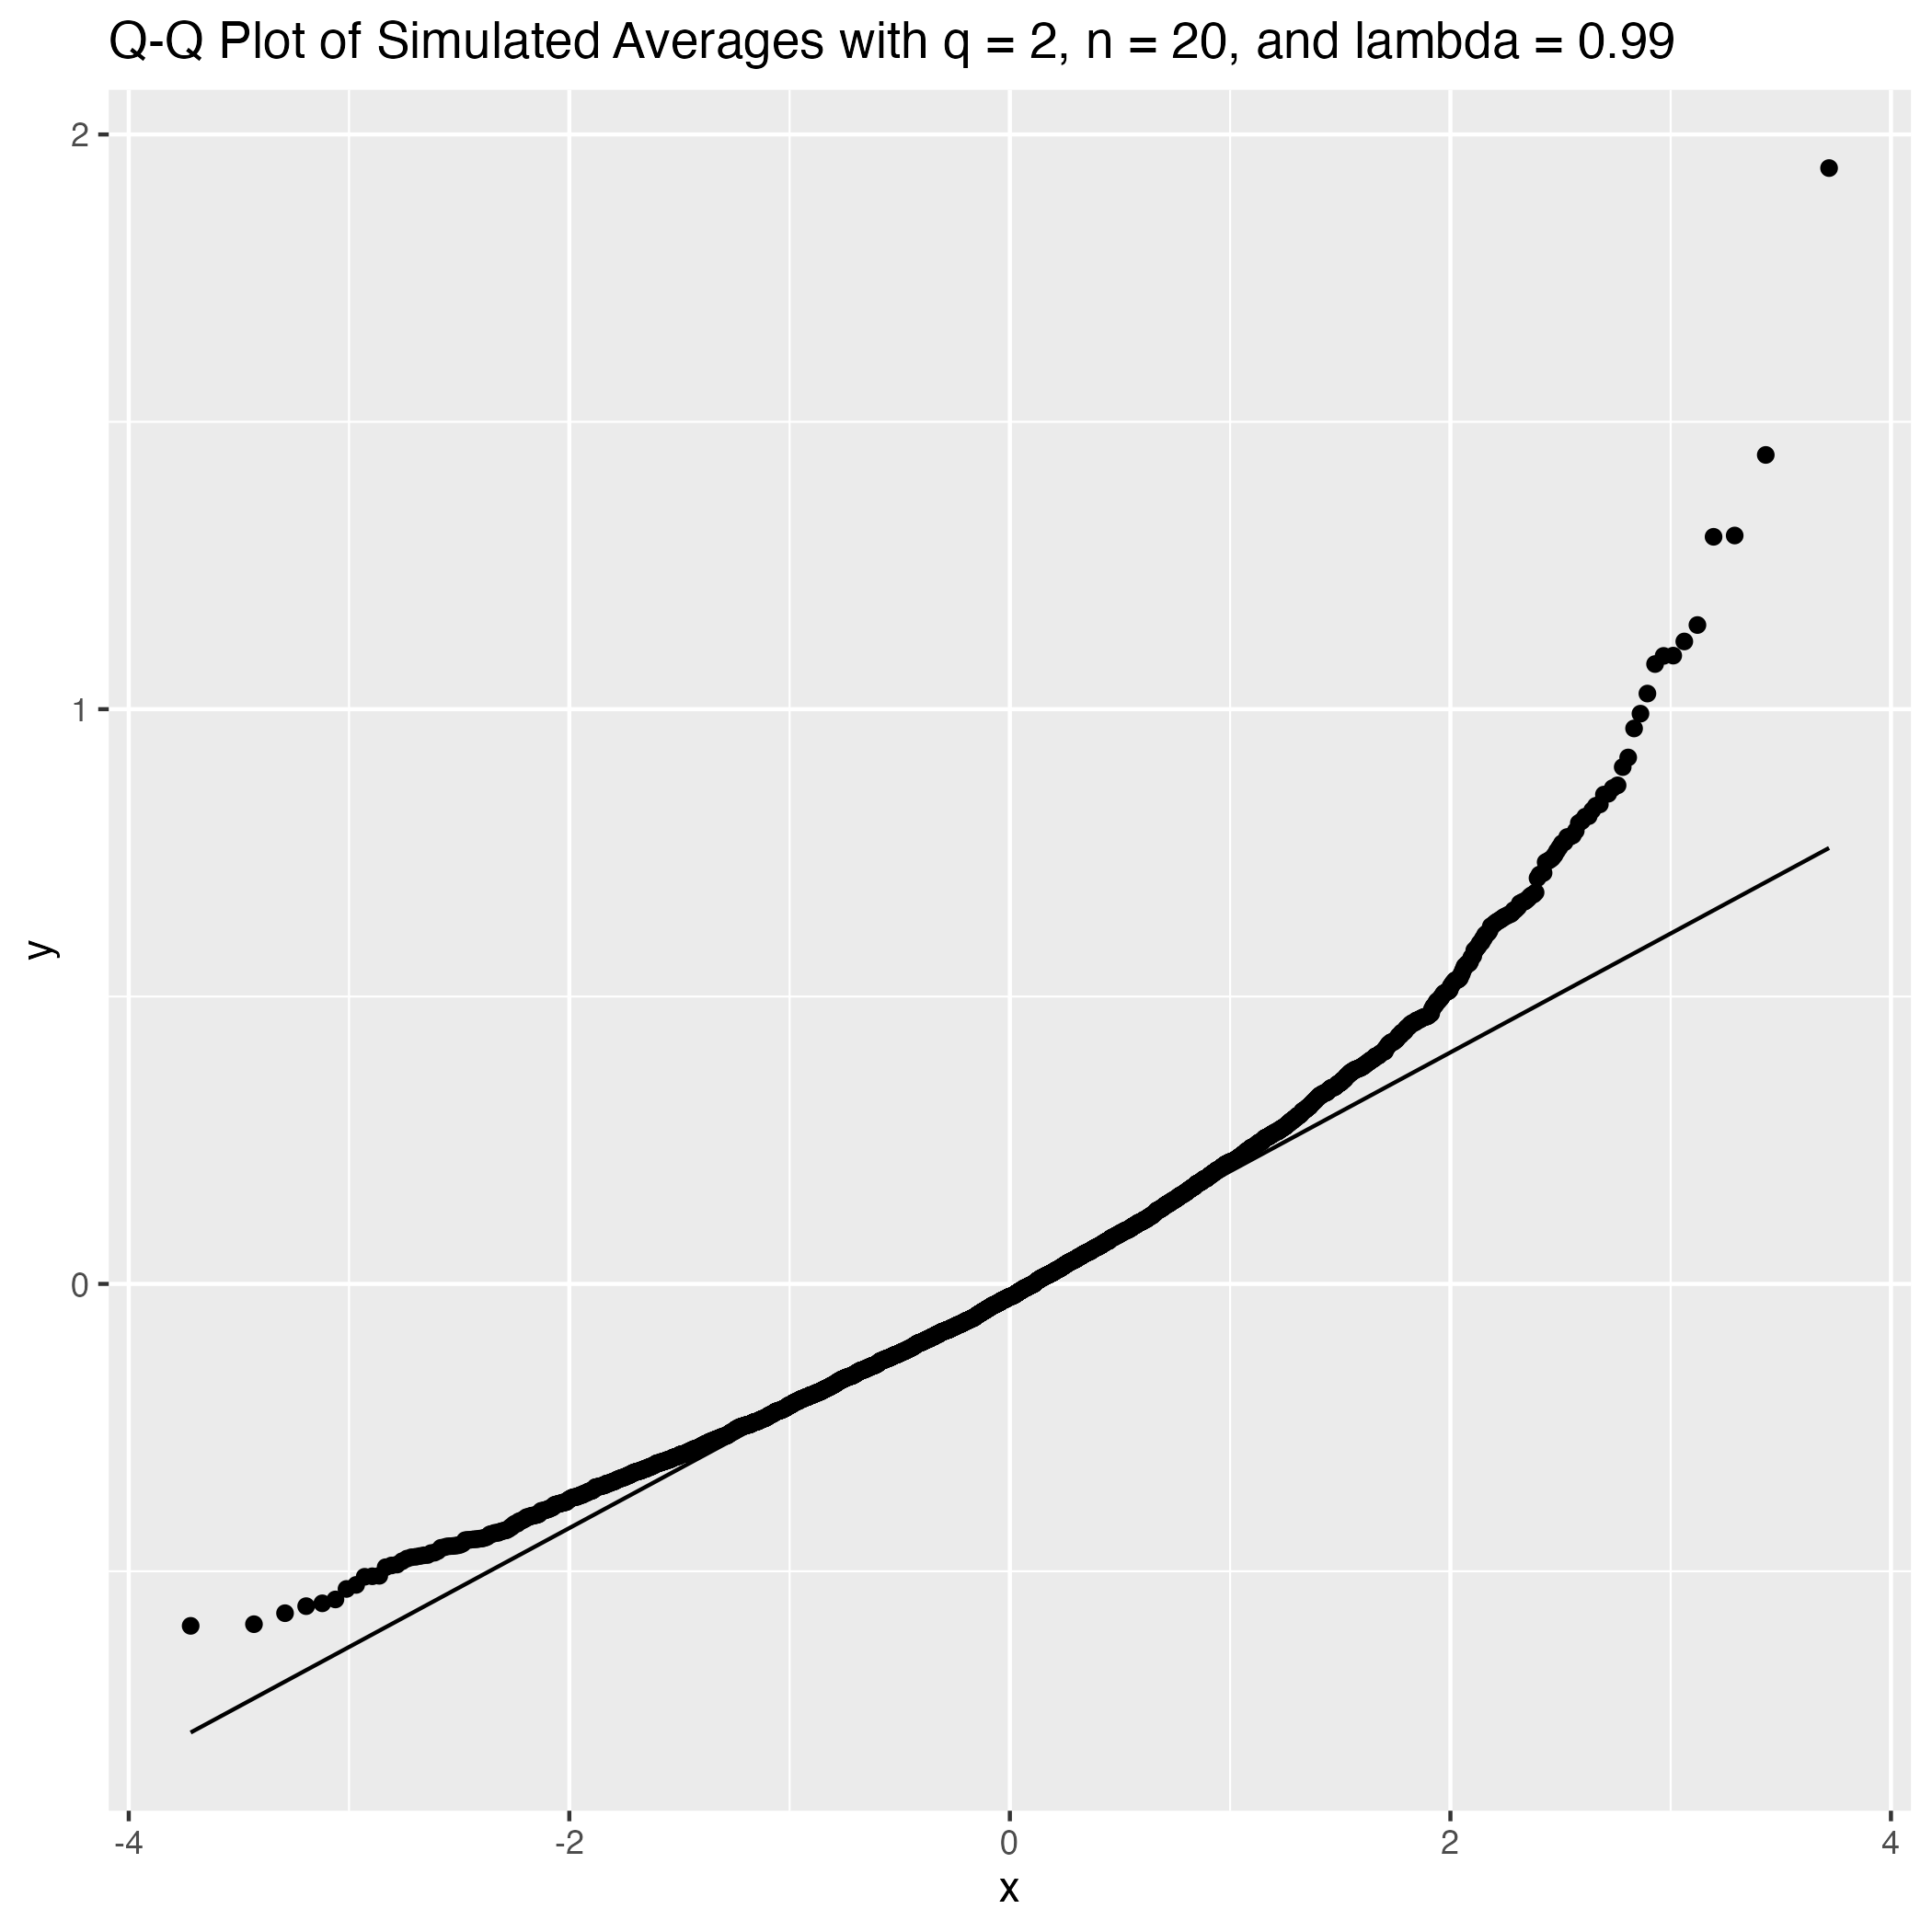 Q-Q Plot of Simulated Averages with q = 2, n = 20, and lambda = 0.99
2
1
0
y
-4 -2 0 2 4
x